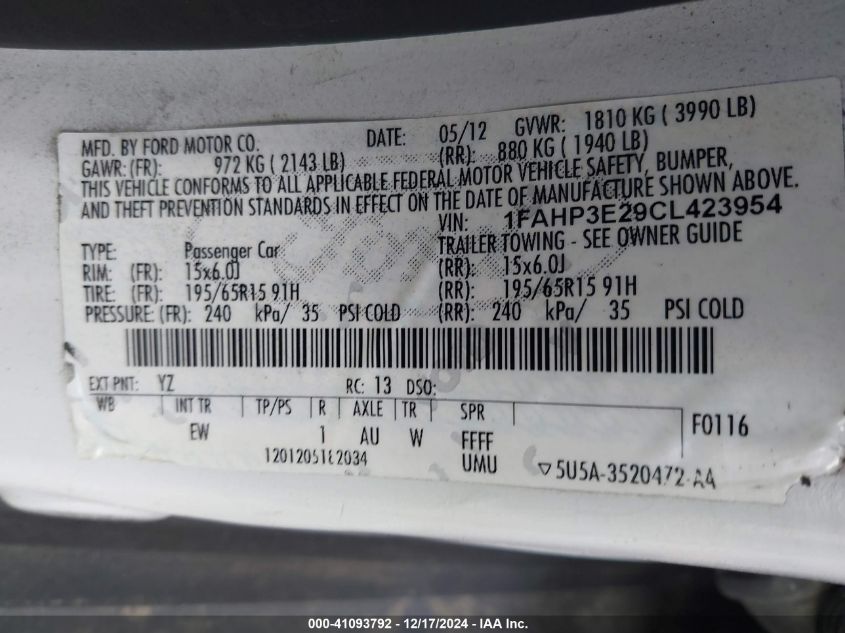 MFD. BY FORD MOTOR CO. DATE: 05/12 GVWR: 1810 KG ( 3990 LB)
GAWR: (FR): 972 KG ( 2143 LB) (RR): 880 KG ( 1940 LB)
THIS VEHICLE CONFORMS TO ALL APPLICABLE FEDERAL MOTOR VEHICLE SAFETY, BUMPER,
AND THEFT PREVENTION STANDARDS IN EFFECT ON THE DATE OF MANUFACTURE SHOWN ABOVE.
VIN: 1FAHP3E29CL423954
TYPE: Passenger Car TRAILER TOWING - SEE OWNER GUIDE
RIM: (FR): 15x6.0J (RR): 15x6.0J
TIRE: (FR): 195/65R15 91H (RR): 195/65R15 91H
PRESSURE: (FR): 240 kPa/ 35 PSI COLD (RR): 240 kPa/ 35 PSI COLD
EXT PNT: YZ RC: 13 DSO:
WB INT TR TP/PS R AXLE TR SPR F0116
EW 1 AU W FFFF
1201205182034 UMU ▽5U5A-3520472-AA
000-41093792 - 12/17/2024 - IAA Inc.